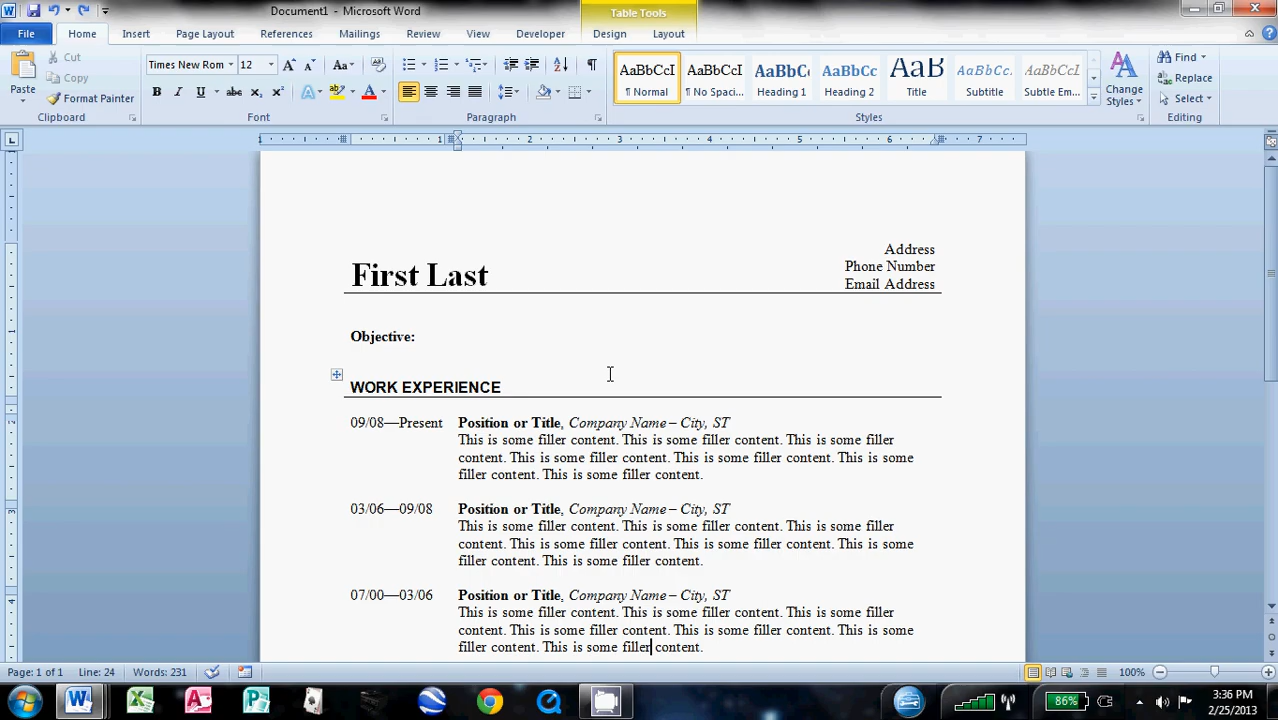 Document1 - Microsoft Word
Table Tools
File Home Insert Page Layout References Mailings Review View Developer Design Layout
Paste
Cut
Copy
Format Painter
Clipboard
Times New Rom 12
Font
Paragraph
AaBbCcI AaBbCcI AaBbCc AaBbCc AaB AaBbCcI AaBbCcI
¶ Normal ¶ No Spaci... Heading 1 Heading 2 Title Subtitle Subtle Em...
Change
Styles
Styles
Find
Replace
Select
Editing
1 1 2 3 4 5 6 7
First Last
Address
Phone Number
Email Address
Objective:
WORK EXPERIENCE
09/08—Present Position or Title, Company Name – City, ST
This is some filler content. This is some filler content. This is some filler
content. This is some filler content. This is some filler content. This is some
filler content. This is some filler content.
03/06—09/08 Position or Title, Company Name – City, ST
This is some filler content. This is some filler content. This is some filler
content. This is some filler content. This is some filler content. This is some
filler content. This is some filler content.
07/00—03/06 Position or Title, Company Name – City, ST
This is some filler content. This is some filler content. This is some filler
content. This is some filler content. This is some filler content. This is some
filler content. This is some filler content.
Page: 1 of 1 Line: 24 Words: 231 100%
86% 3:36 PM
2/25/2013